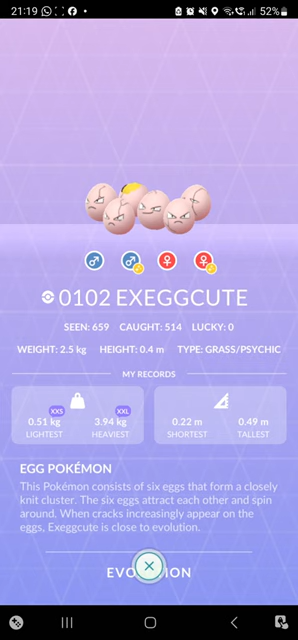 21:19
52%
0102 EXEGGCUTE
SEEN: 659 CAUGHT: 514 LUCKY: 0
WEIGHT: 2.5 kg HEIGHT: 0.4 m TYPE: GRASS/PSYCHIC
MY RECORDS
XXS XXL
0.51 kg 3.94 kg 0.22 m 0.49 m
LIGHTEST HEAVIEST SHORTEST TALLEST
EGG POKÉMON
This Pokémon consists of six eggs that form a closely
knit cluster. The six eggs attract each other and spin
around. When cracks increasingly appear on the
eggs, Exeggcute is close to evolution.
EVO ION